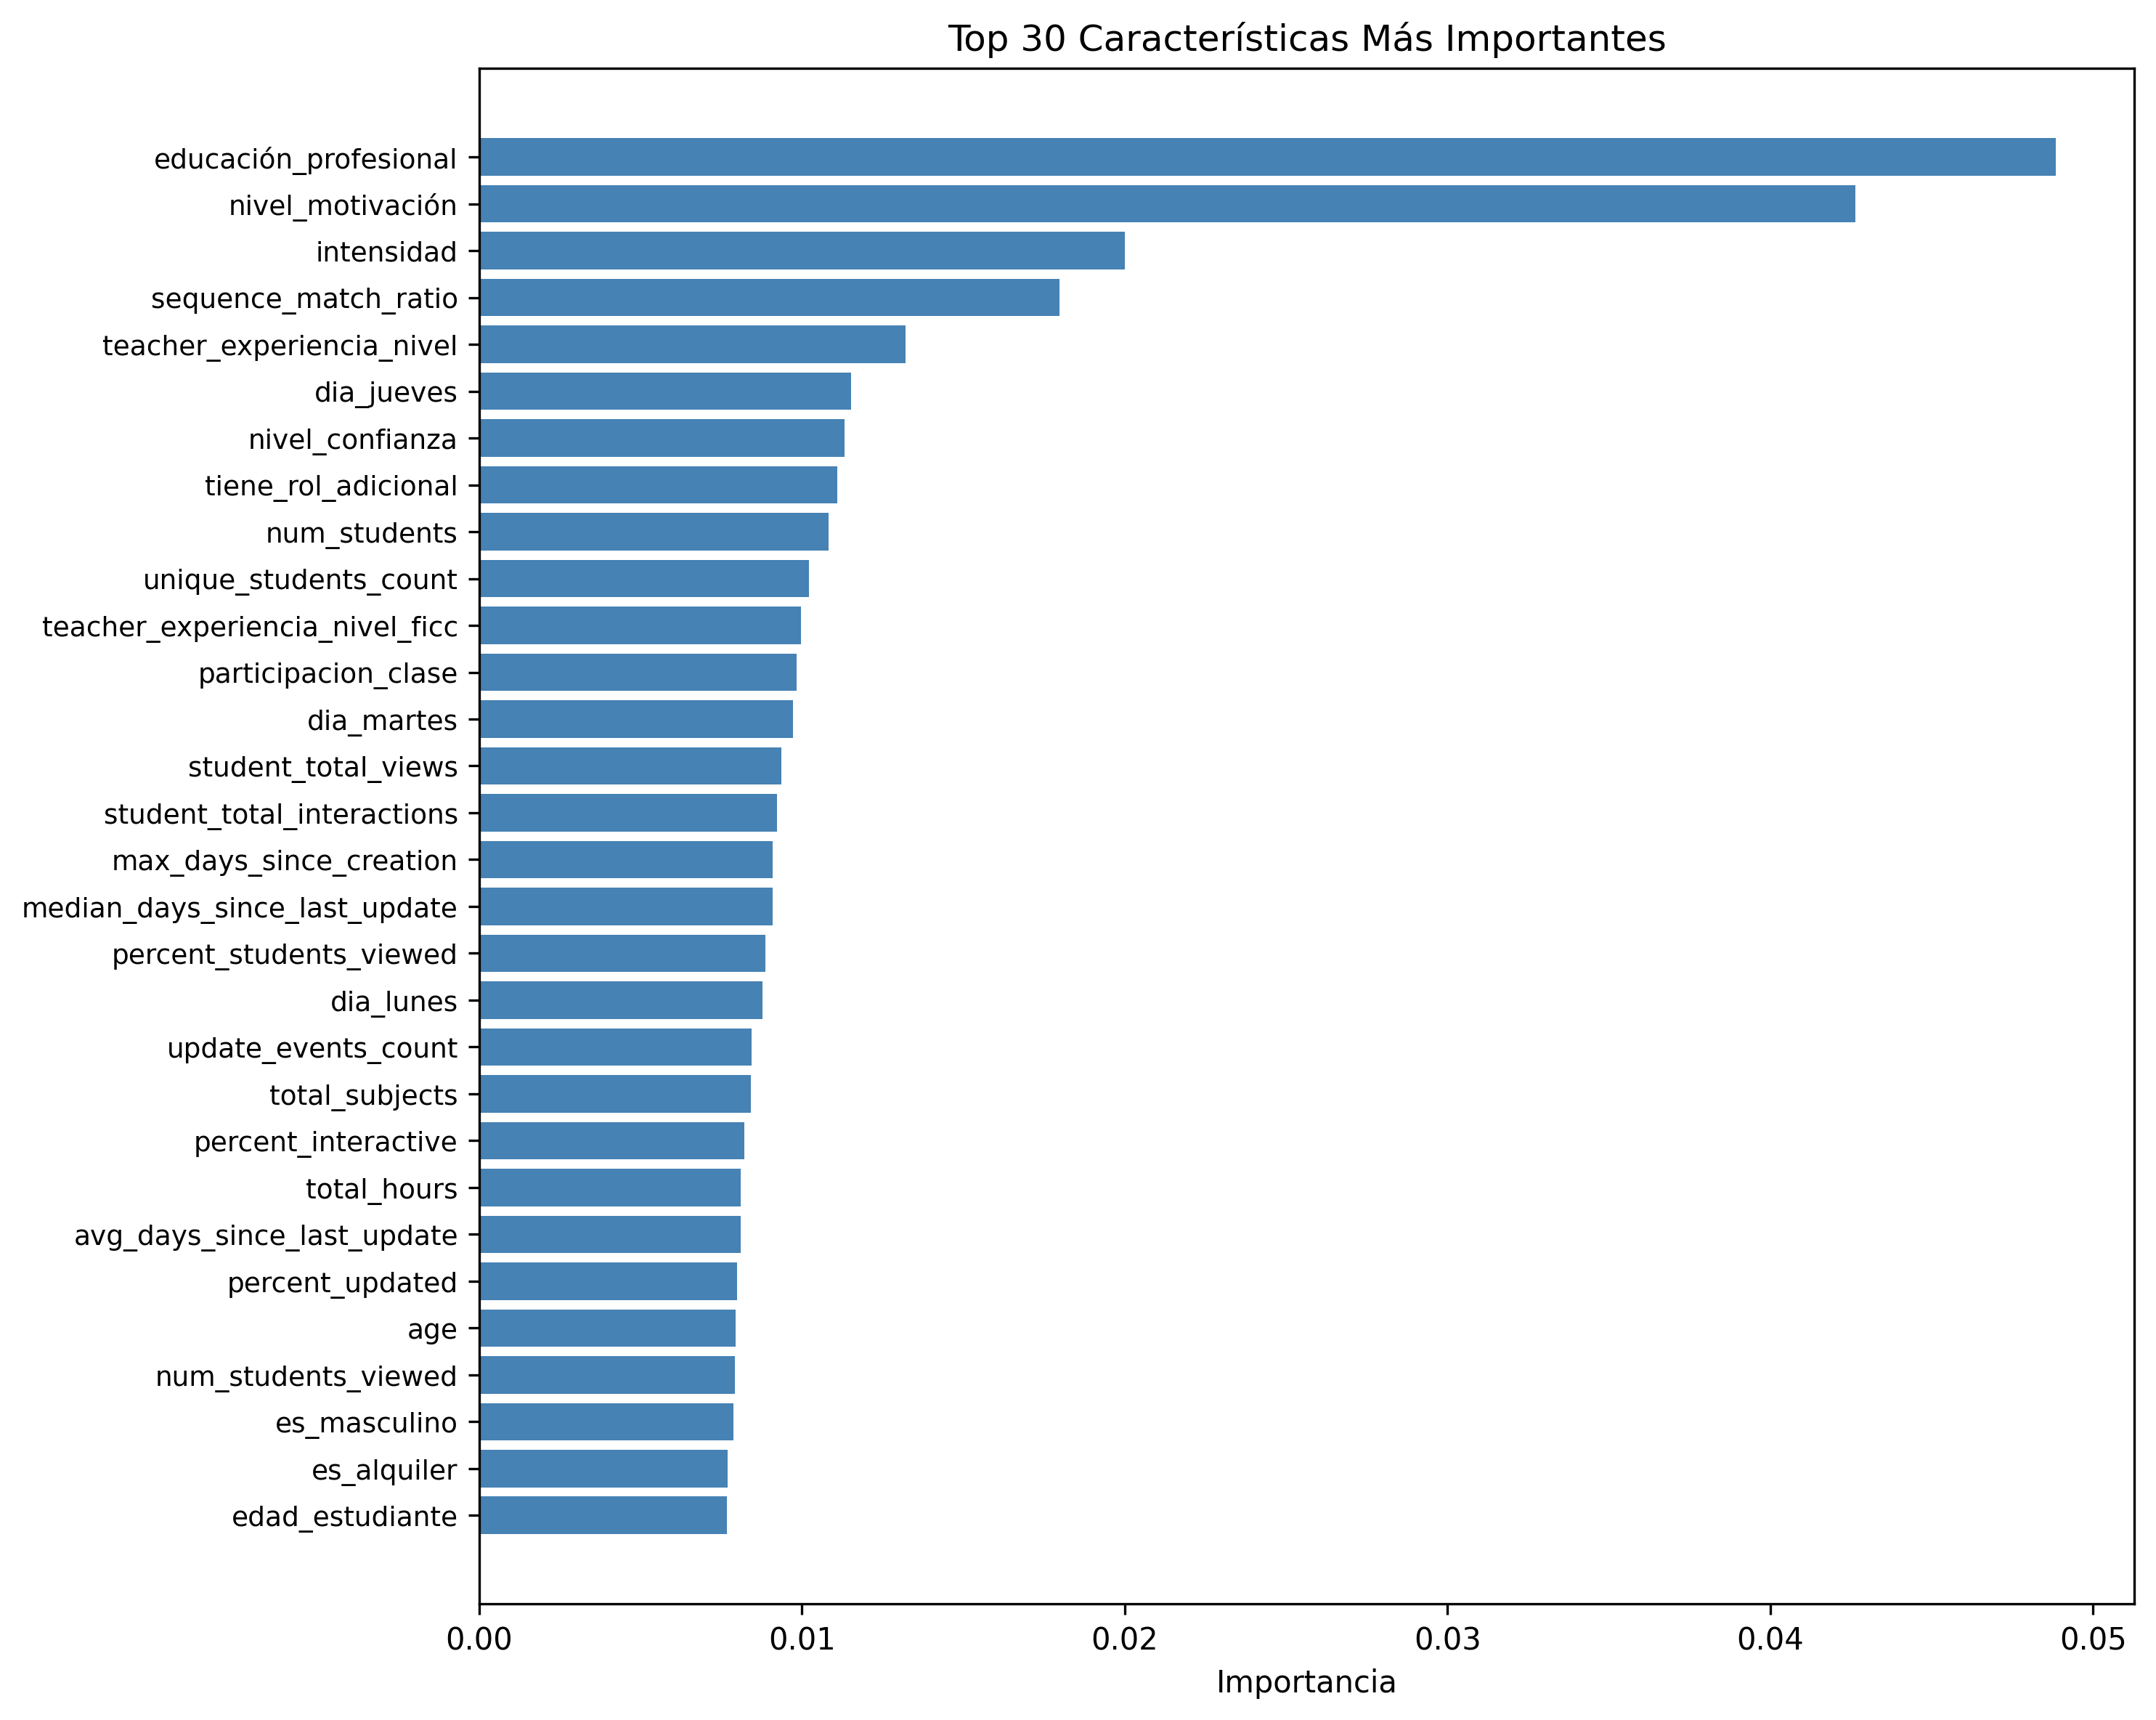 Top 30 Características Más Importantes
educación_profesional
nivel_motivación
intensidad
sequence_match_ratio
teacher_experiencia_nivel
dia_jueves
nivel_confianza
tiene_rol_adicional
num_students
unique_students_count
teacher_experiencia_nivel_ficc
participacion_clase
dia_martes
student_total_views
student_total_interactions
max_days_since_creation
median_days_since_last_update
percent_students_viewed
dia_lunes
update_events_count
total_subjects
percent_interactive
total_hours
avg_days_since_last_update
percent_updated
age
num_students_viewed
es_masculino
es_alquiler
edad_estudiante
0.00 0.01 0.02 0.03 0.04 0.05
Importancia